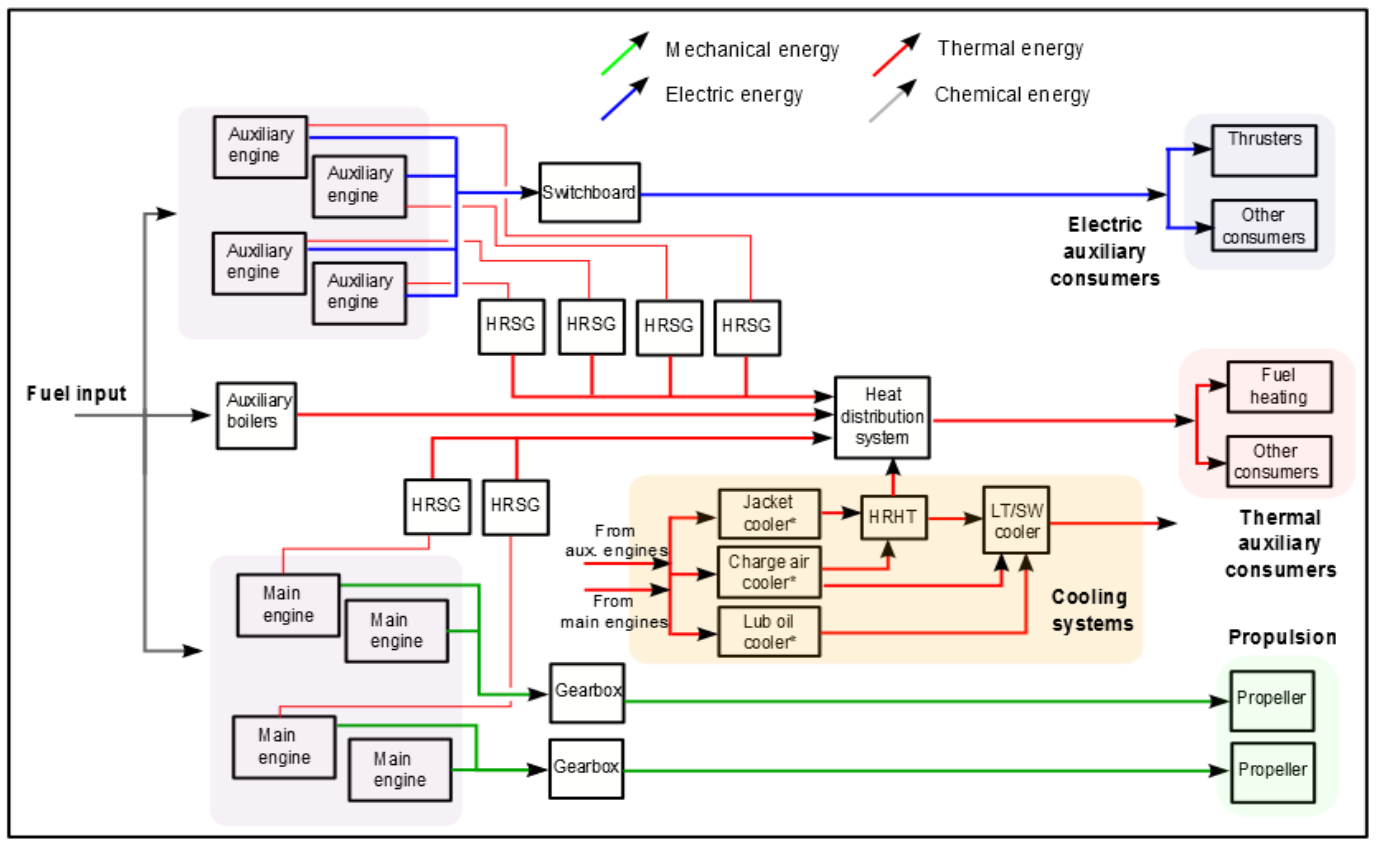 Mechanical energy
Thermal energy
Electric energy
Chemical energy
Auxiliary
engine
Auxiliary
engine
Auxiliary
engine
Auxiliary
engine
Switchboard
Thrusters
Other
consumers
Electric
auxiliary
consumers
HRSG
HRSG
HRSG
HRSG
Fuel input
Auxiliary
boilers
Heat
distribution
system
Fuel
heating
Other
consumers
Thermal
auxiliary
consumers
HRSG
HRSG
From
aux. engines
From
main engines
Jacket
cooler*
Charge air
cooler*
Lub oil
cooler*
HRHT
LT/SW
cooler
Cooling
systems
Main
engine
Main
engine
Main
engine
Main
engine
Gearbox
Gearbox
Propulsion
Propeller
Propeller